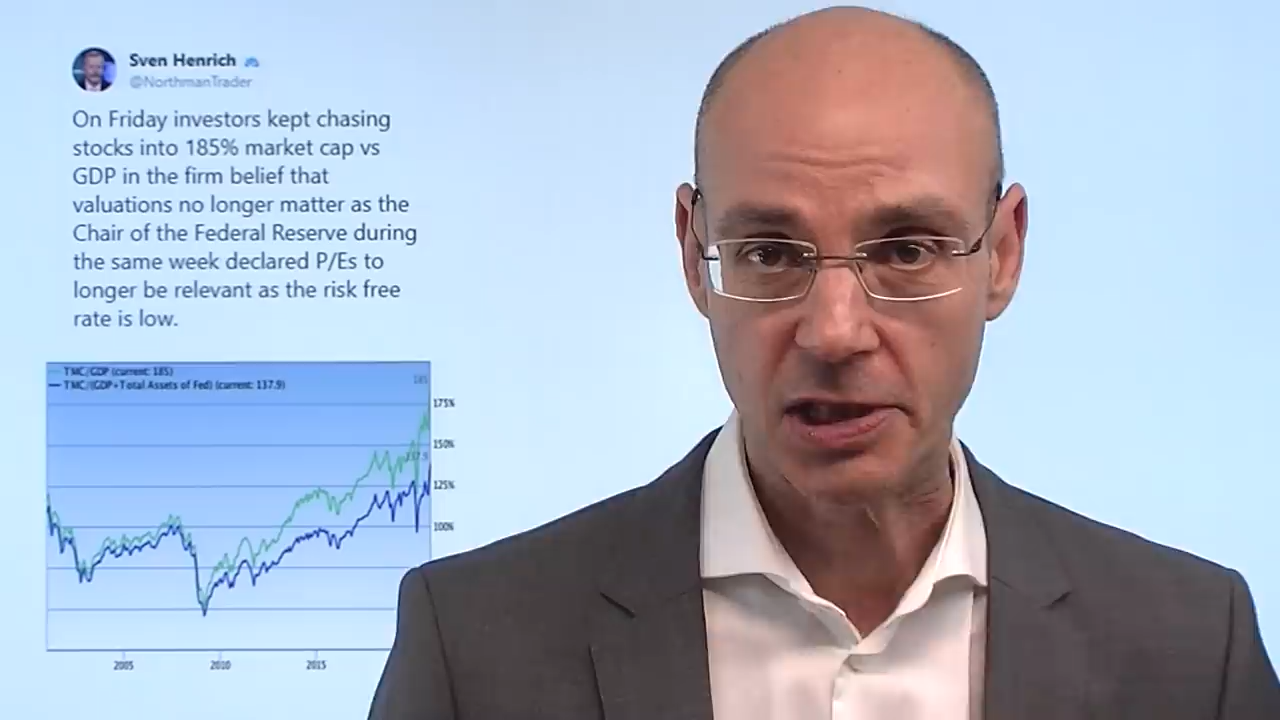 Sven Henrich
@NorthmanTrader
On Friday investors kept chasing
stocks into 185% market cap vs
GDP in the firm belief that
valuations no longer matter as the
Chair of the Federal Reserve during
the same week declared P/Es to
longer be relevant as the risk free
rate is low.
TMC/GDP (current: 185)
TMC/(GDP+Total Assets of Fed) (current: 137.9)
185
175%
150%
137.9
125%
100%
2005 2010 2015